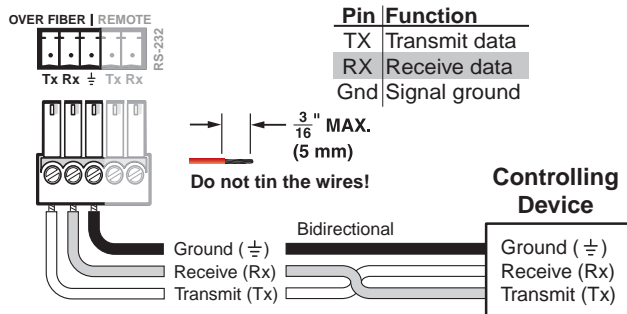 OVER FIBER | REMOTE
RS-232
Tx Rx ⏚ Tx Rx
Pin Function
TX Transmit data
RX Receive data
Gnd Signal ground
3/16" MAX.
(5 mm)
Do not tin the wires!
Controlling
Device
Bidirectional
Ground (⏚)
Receive (Rx)
Transmit (Tx)
Ground (⏚)
Receive (Rx)
Transmit (Tx)